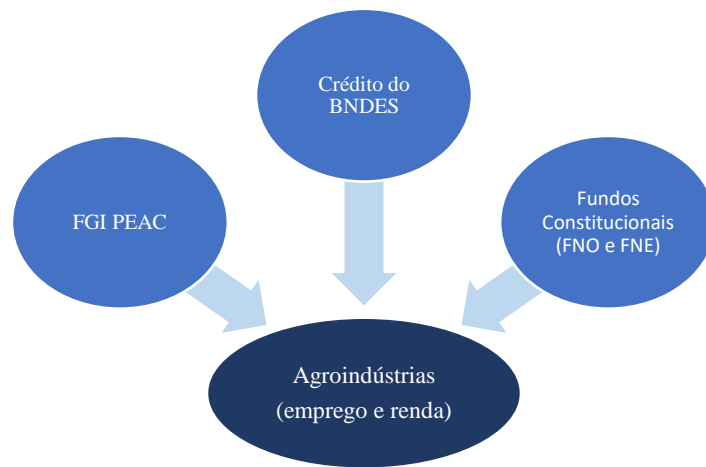 Crédito do
BNDES
FGI PEAC
Fundos
Constitucionais
(FNO e FNE)
Agroindústrias
(emprego e renda)